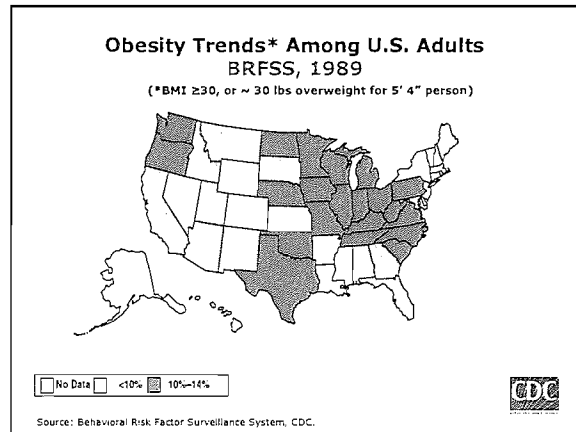 Obesity Trends* Among U.S. Adults
BRFSS, 1989
(*BMI ≥30, or ~ 30 lbs overweight for 5' 4" person)
No Data <10% 10%–14%
CDC
Source: Behavioral Risk Factor Surveillance System, CDC.